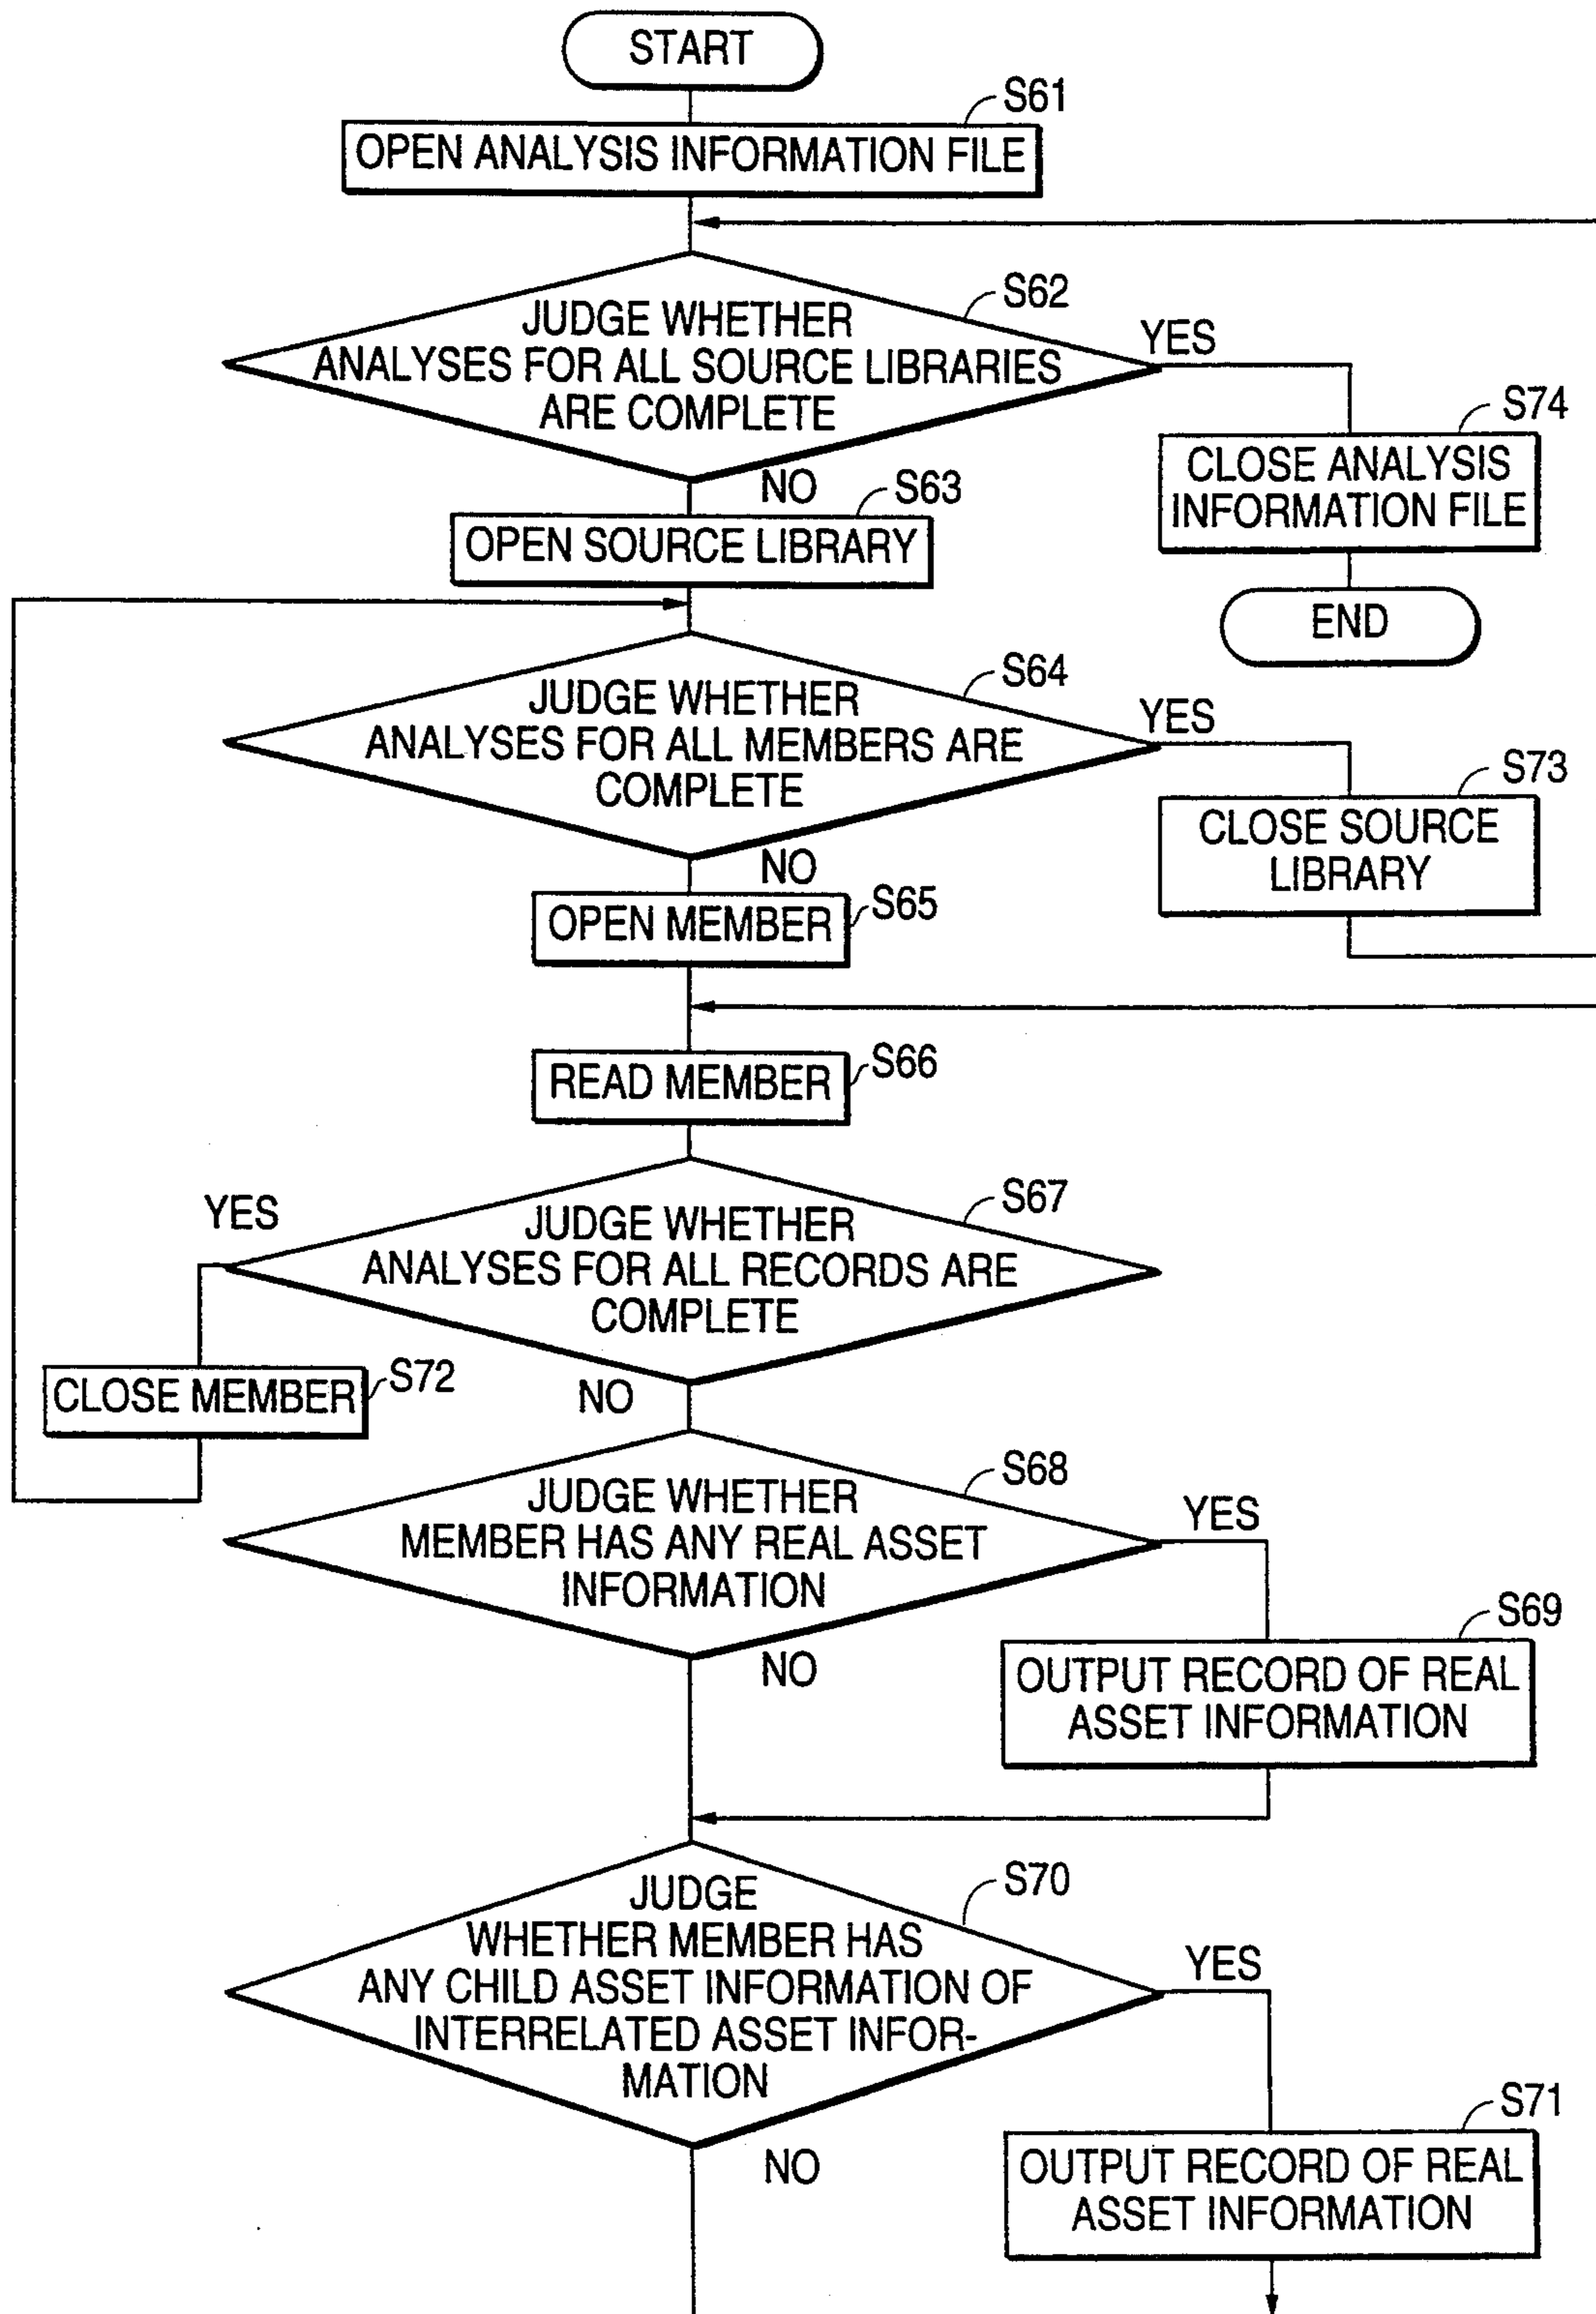 START
S61
OPEN ANALYSIS INFORMATION FILE
S62
JUDGE WHETHER
ANALYSES FOR ALL SOURCE LIBRARIES
ARE COMPLETE
YES
NO
S74
CLOSE ANALYSIS
INFORMATION FILE
END
S63
OPEN SOURCE LIBRARY
S64
JUDGE WHETHER
ANALYSES FOR ALL MEMBERS ARE
COMPLETE
YES
NO
S73
CLOSE SOURCE
LIBRARY
S65
OPEN MEMBER
S66
READ MEMBER
S67
JUDGE WHETHER
ANALYSES FOR ALL RECORDS ARE
COMPLETE
YES
NO
S72
CLOSE MEMBER
S68
JUDGE WHETHER
MEMBER HAS ANY REAL ASSET
INFORMATION
YES
NO
S69
OUTPUT RECORD OF REAL
ASSET INFORMATION
S70
JUDGE
WHETHER MEMBER HAS
ANY CHILD ASSET INFORMATION OF
INTERRELATED ASSET INFOR-
MATION
YES
NO
S71
OUTPUT RECORD OF REAL
ASSET INFORMATION